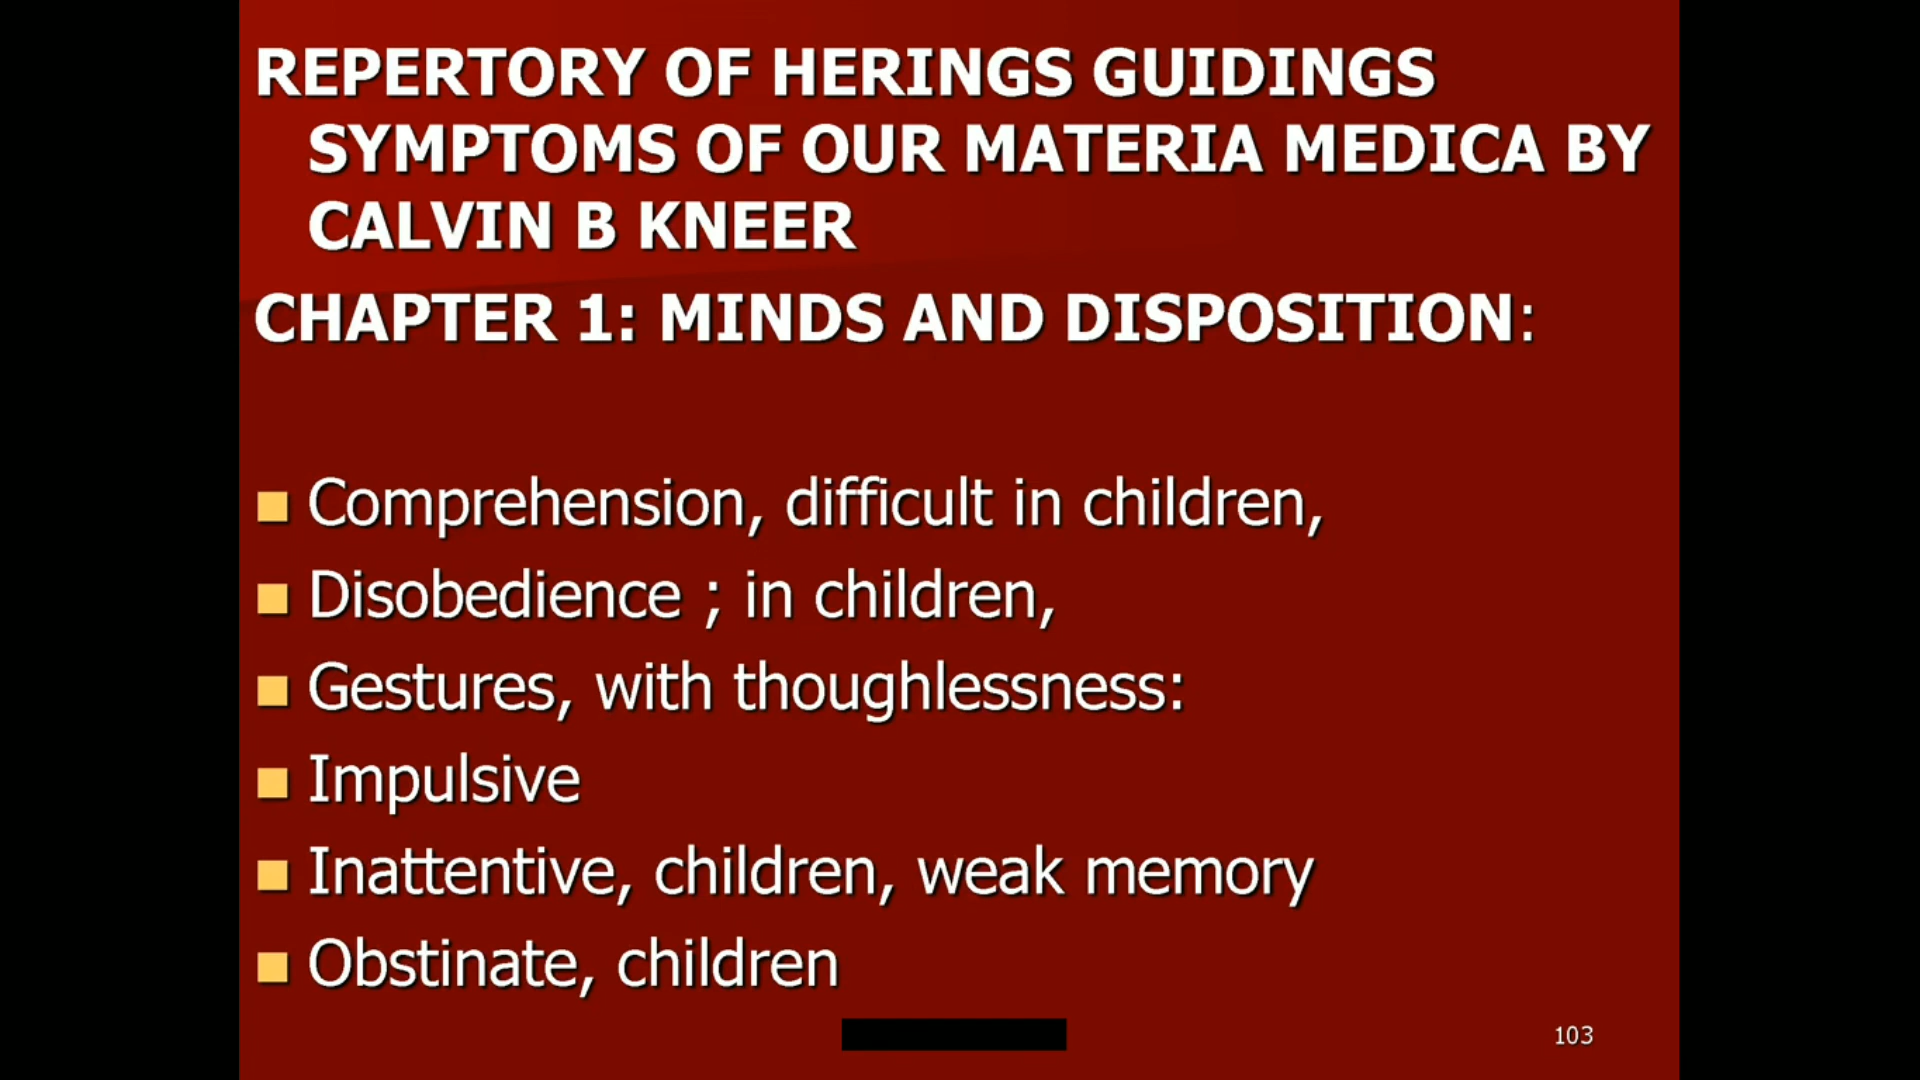 REPERTORY OF HERINGS GUIDINGS
SYMPTOMS OF OUR MATERIA MEDICA BY
CALVIN B KNEER
CHAPTER 1: MINDS AND DISPOSITION:
Comprehension, difficult in children,
Disobedience ; in children,
Gestures, with thoughlessness:
Impulsive
Inattentive, children, weak memory
Obstinate, children
103